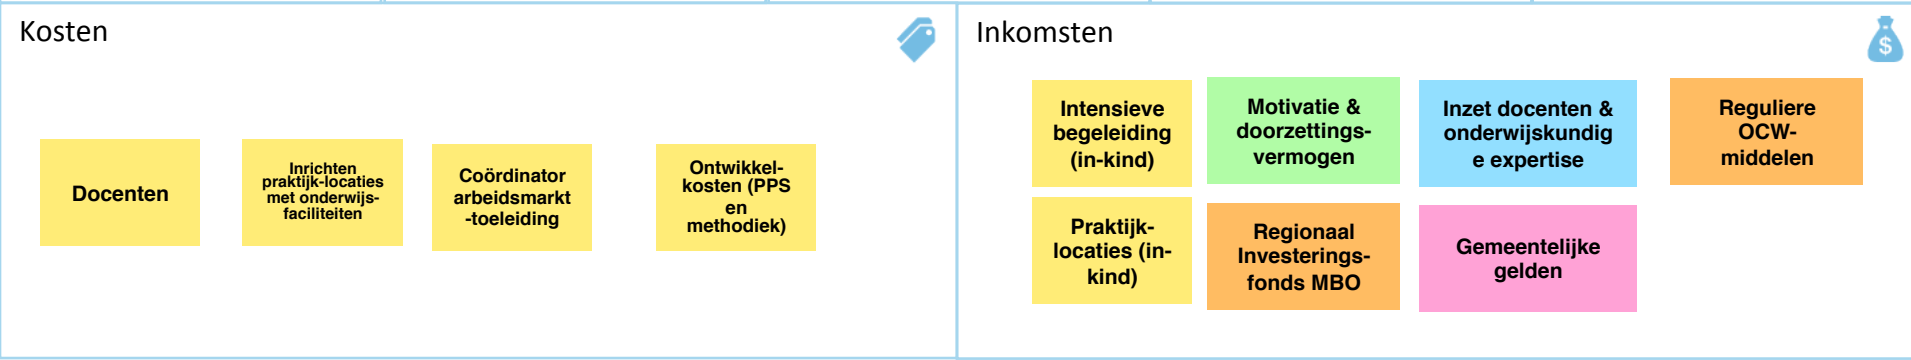 Kosten
Docenten
Inrichten
praktijk-locaties
met onderwijs-
faciliteiten
Coördinator
arbeidsmarkt
-toeleiding
Ontwikkel-
kosten (PPS
en
methodiek)
Inkomsten
$
Intensieve
begeleiding
(in-kind)
Motivatie &
doorzettings-
vermogen
Inzet docenten &
onderwijskundig
e expertise
Reguliere
OCW-
middelen
Praktijk-
locaties (in-
kind)
Regionaal
Investerings-
fonds MBO
Gemeentelijke
gelden